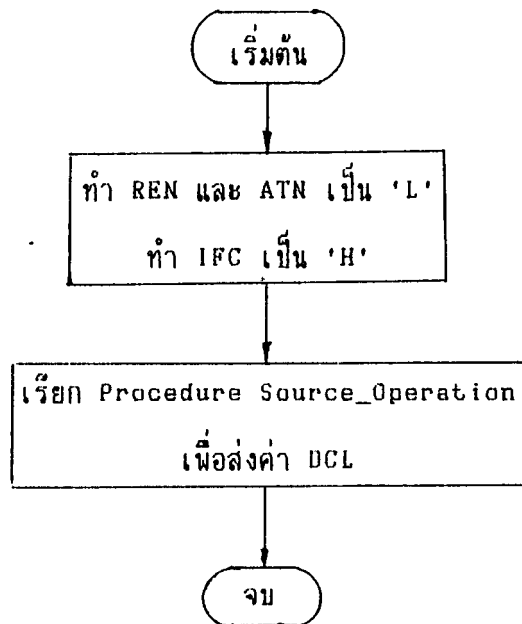 เริ่มต้น
ทำ REN และ ATN เป็น 'L'
ทำ IFC เป็น 'H'
เรียก Procedure Source_Operation
เพื่อส่งค่า DCL
จบ